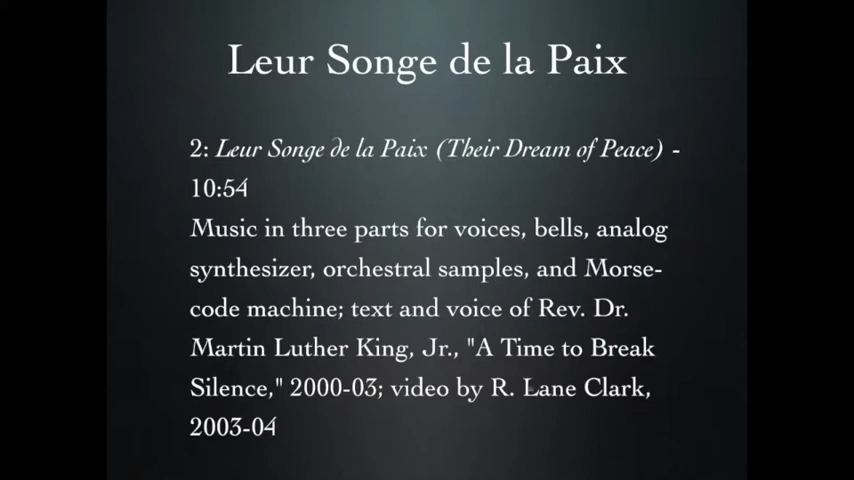 Leur Songe de la Paix
2: Leur Songe de la Paix (Their Dream of Peace) -
10:54
Music in three parts for voices, bells, analog
synthesizer, orchestral samples, and Morse-
code machine; text and voice of Rev. Dr.
Martin Luther King, Jr., "A Time to Break
Silence," 2000-03; video by R. Lane Clark,
2003-04